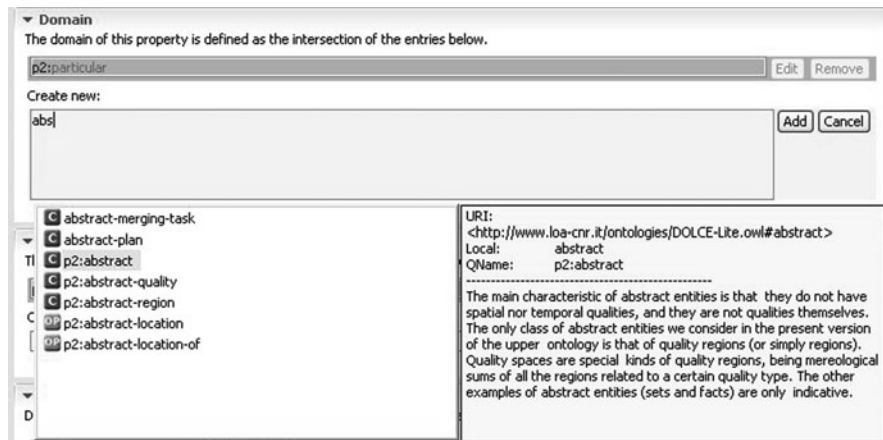 Domain
The domain of this property is defined as the intersection of the entries below.
p2:particular
Edit Remove
Create new:
abs
Add Cancel
C abstract-merging-task
C abstract-plan
C p2:abstract
C p2:abstract-quality
C p2:abstract-region
OP p2:abstract-location
OP p2:abstract-location-of
URI:
<http://www.loa-cnr.it/ontologies/DOLCE-Lite.owl#abstract>
Local: abstract
QName: p2:abstract
--------------------------------------------------
The main characteristic of abstract entities is that they do not have
spatial nor temporal qualities, and they are not qualities themselves.
The only class of abstract entities we consider in the present version
of the upper ontology is that of quality regions (or simply regions).
Quality spaces are special kinds of quality regions, being mereological
sums of all the regions related to a certain quality type. The other
examples of abstract entities (sets and facts) are only indicative.